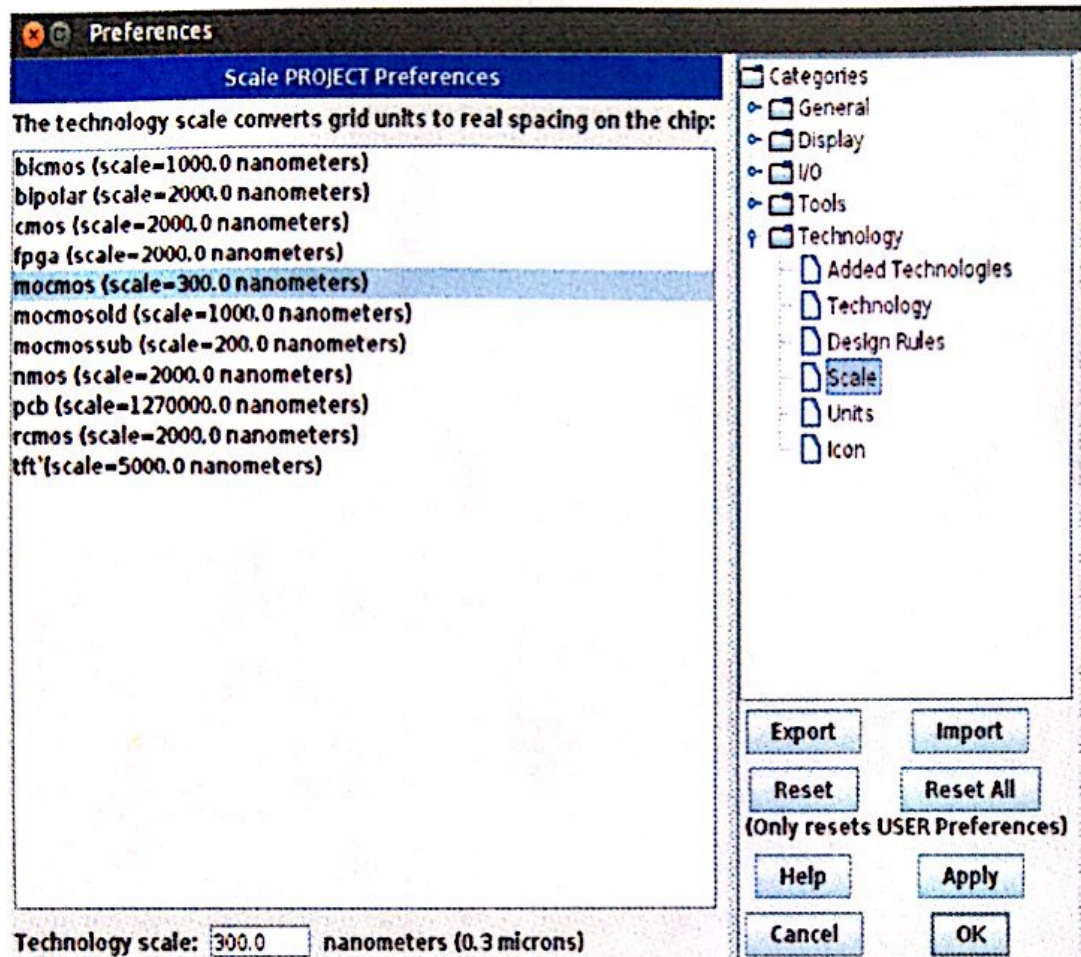 Preferences
Scale PROJECT Preferences
The technology scale converts grid units to real spacing on the chip:
bicmos (scale=1000.0 nanometers)
bipolar (scale=2000.0 nanometers)
cmos (scale=2000.0 nanometers)
fpga (scale=2000.0 nanometers)
mocmos (scale=300.0 nanometers)
mocmosold (scale=1000.0 nanometers)
mocmossub (scale=200.0 nanometers)
nmos (scale=2000.0 nanometers)
pcb (scale=1270000.0 nanometers)
rcmos (scale=2000.0 nanometers)
tft (scale=5000.0 nanometers)
Technology scale: 300.0 nanometers (0.3 microns)
Categories
General
Display
I/O
Tools
Technology
Added Technologies
Technology
Design Rules
Scale
Units
Icon
Export Import
Reset Reset All
(Only resets USER Preferences)
Help Apply
Cancel OK